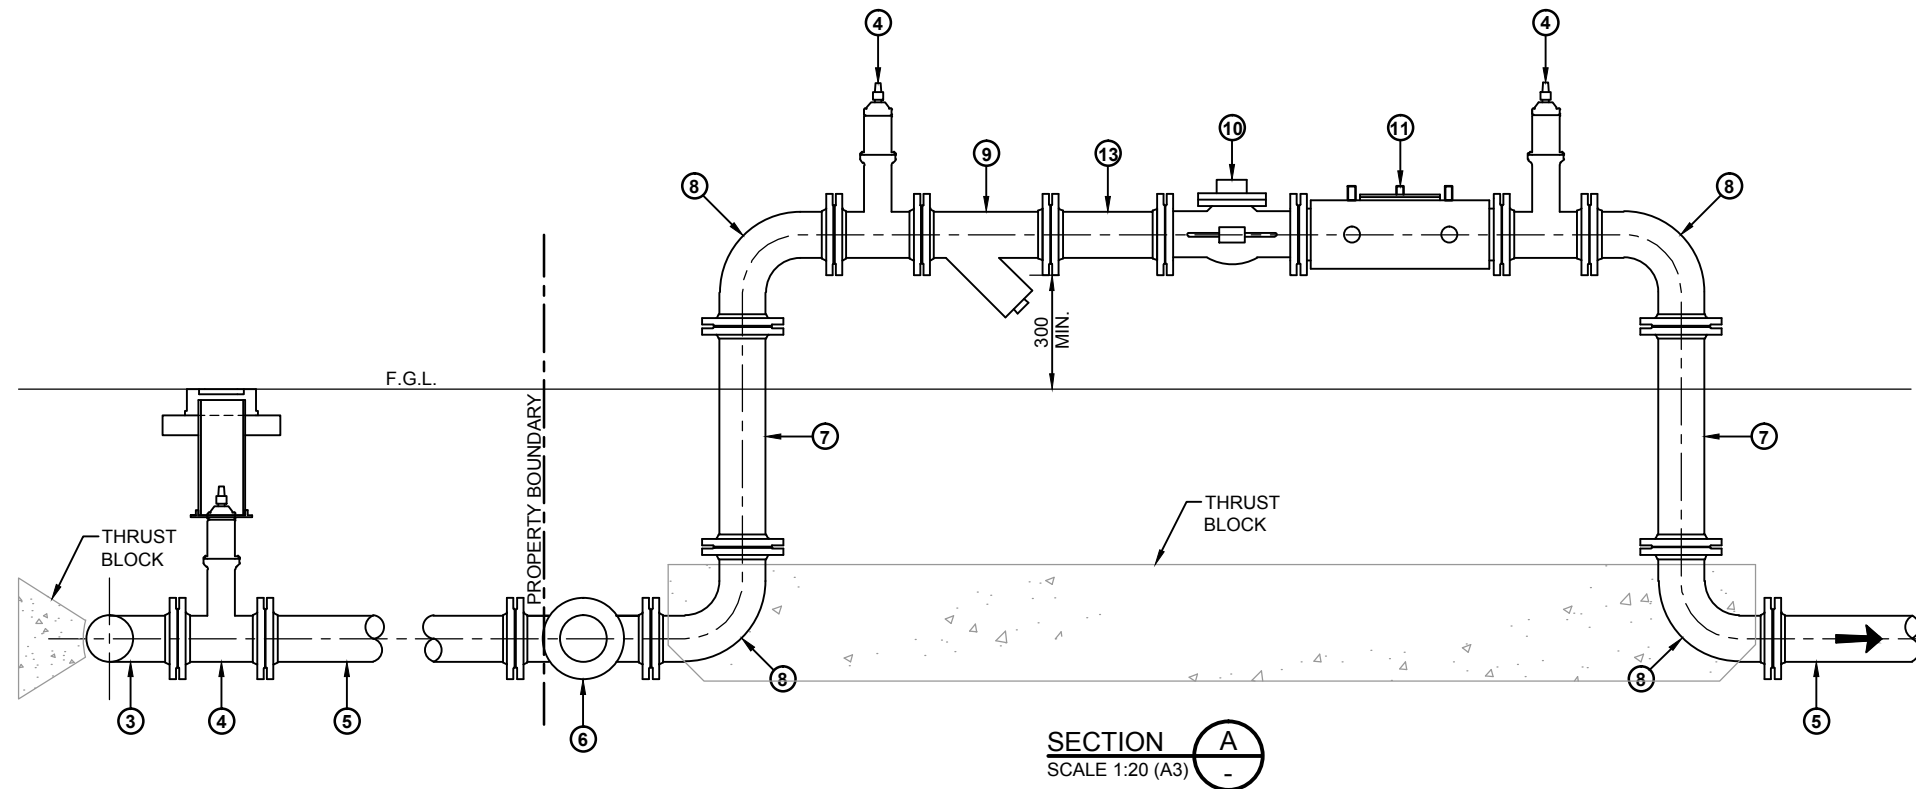 4
4
10
11
9
13
8
8
300
MIN.
F.G.L.
PROPERTY BOUNDARY
7
7
THRUST
BLOCK
THRUST
BLOCK
8
8
3
4
5
6
5
SECTION
A
SCALE 1:20 (A3)
-